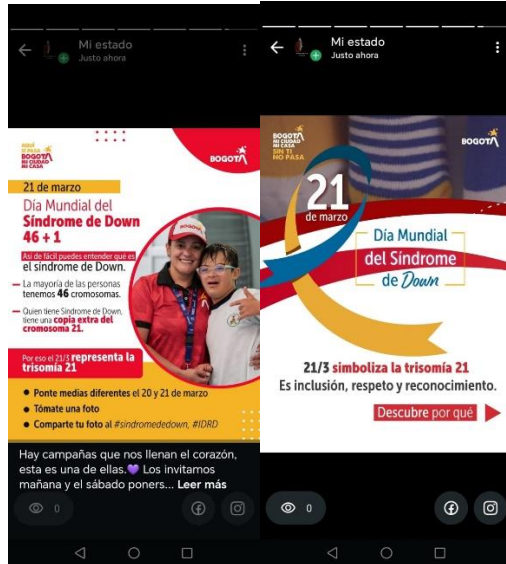 Mi estado
Justo ahora
AQUÍ
SÍ PASA
BOGOTÁ
MI CIUDAD
MI CASA
BOGOTÁ
21 de marzo
Día Mundial del
Síndrome de Down
46 + 1
Así de fácil puedes entender qué es
el síndrome de Down.
La mayoría de las personas
tenemos 46 cromosomas.
Quien tiene Síndrome de Down,
tiene una copia extra del
cromosoma 21.
Por eso el 21/3 representa la
trisomía 21
• Ponte medias diferentes el 20 y 21 de marzo
• Tómate una foto
• Comparte tu foto al #sindromededown, #IDRD
Hay campañas que nos llenan el corazón,
esta es una de ellas.💜 Los invitamos
mañana y el sábado poners... Leer más
0
Mi estado
Justo ahora
BOGOTÁ
MI CIUDAD
MI CASA
SIN TI
NO PASA
BOGOTÁ
21
de marzo
Día Mundial
del Síndrome
de Down
21/3 simboliza la trisomía 21
Es inclusión, respeto y reconocimiento.
Descubre por qué
0